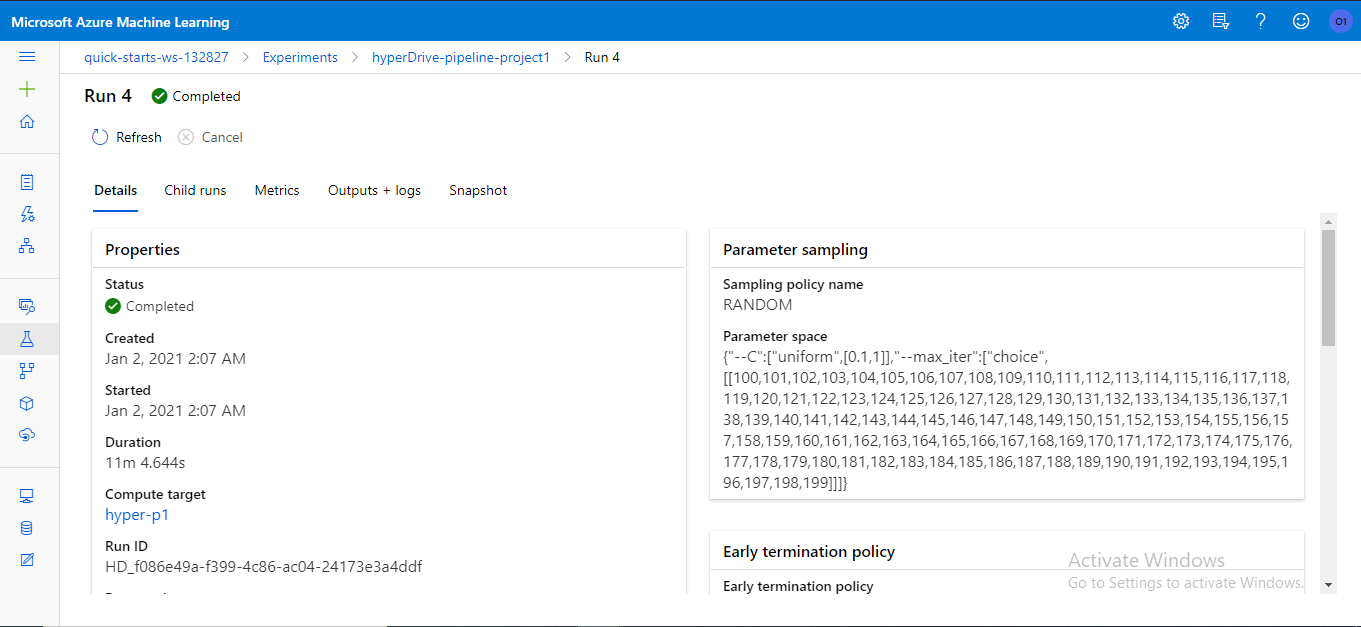 Microsoft Azure Machine Learning
O1
quick-starts-ws-132827 > Experiments > hyperDrive-pipeline-project1 > Run 4
Run 4 Completed
Refresh Cancel
Details Child runs Metrics Outputs + logs Snapshot
Properties
Status
Completed
Created
Jan 2, 2021 2:07 AM
Started
Jan 2, 2021 2:07 AM
Duration
11m 4.644s
Compute target
hyper-p1
Run ID
HD_f086e49a-f399-4c86-ac04-24173e3a4ddf
Parameter sampling
Sampling policy name
RANDOM
Parameter space
{"--C":["uniform",[0.1,1]],"--max_iter":["choice",
[[100,101,102,103,104,105,106,107,108,109,110,111,112,113,114,115,116,117,118,
119,120,121,122,123,124,125,126,127,128,129,130,131,132,133,134,135,136,137,1
38,139,140,141,142,143,144,145,146,147,148,149,150,151,152,153,154,155,156,15
7,158,159,160,161,162,163,164,165,166,167,168,169,170,171,172,173,174,175,176,
177,178,179,180,181,182,183,184,185,186,187,188,189,190,191,192,193,194,195,1
96,197,198,199]]]}
Early termination policy
Early termination policy
Activate Windows
Go to Settings to activate Windows.